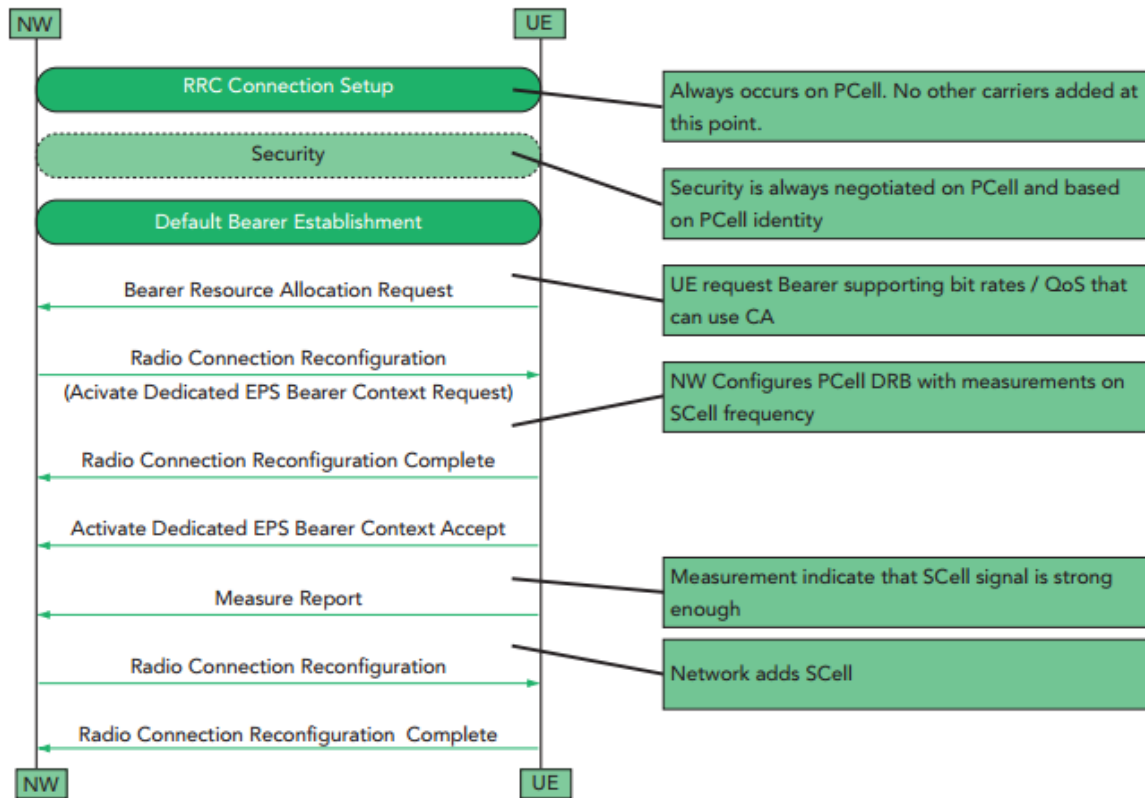 NW
UE
RRC Connection Setup
Always occurs on PCell. No other carriers added at
this point.
Security
Security is always negotiated on PCell and based
on PCell identity
Default Bearer Establishment
Bearer Resource Allocation Request
UE request Bearer supporting bit rates / QoS that
can use CA
Radio Connection Reconfiguration
(Acivate Dedicated EPS Bearer Context Request)
NW Configures PCell DRB with measurements on
SCell frequency
Radio Connection Reconfiguration Complete
Activate Dedicated EPS Bearer Context Accept
Measurement indicate that SCell signal is strong
enough
Measure Report
Radio Connection Reconfiguration
Network adds SCell
Radio Connection Reconfiguration Complete
NW
UE